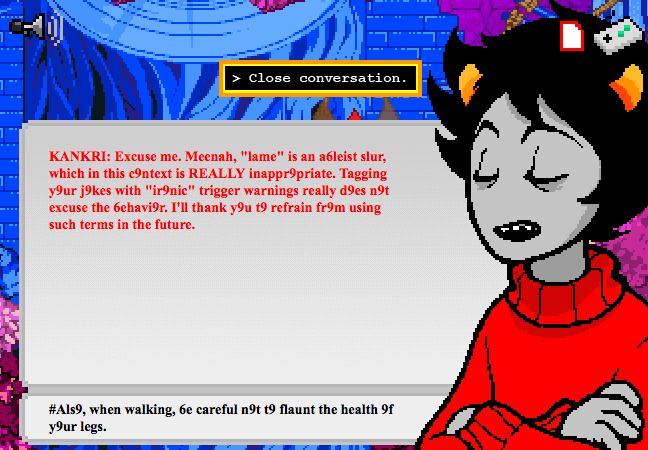 > Close conversation.
KANKRI: Excuse me. Meenah, "lame" is an a6leist slur,
which in this c9ntext is REALLY inappr9priate. Tagging
y9ur j9kes with "ir9nic" trigger warnings really d9es n9t
excuse the 6ehavi9r. I'll thank y9u t9 refrain fr9m using
such terms in the future.
#Als9, when walking, 6e careful n9t t9 flaunt the health 9f
y9ur legs.